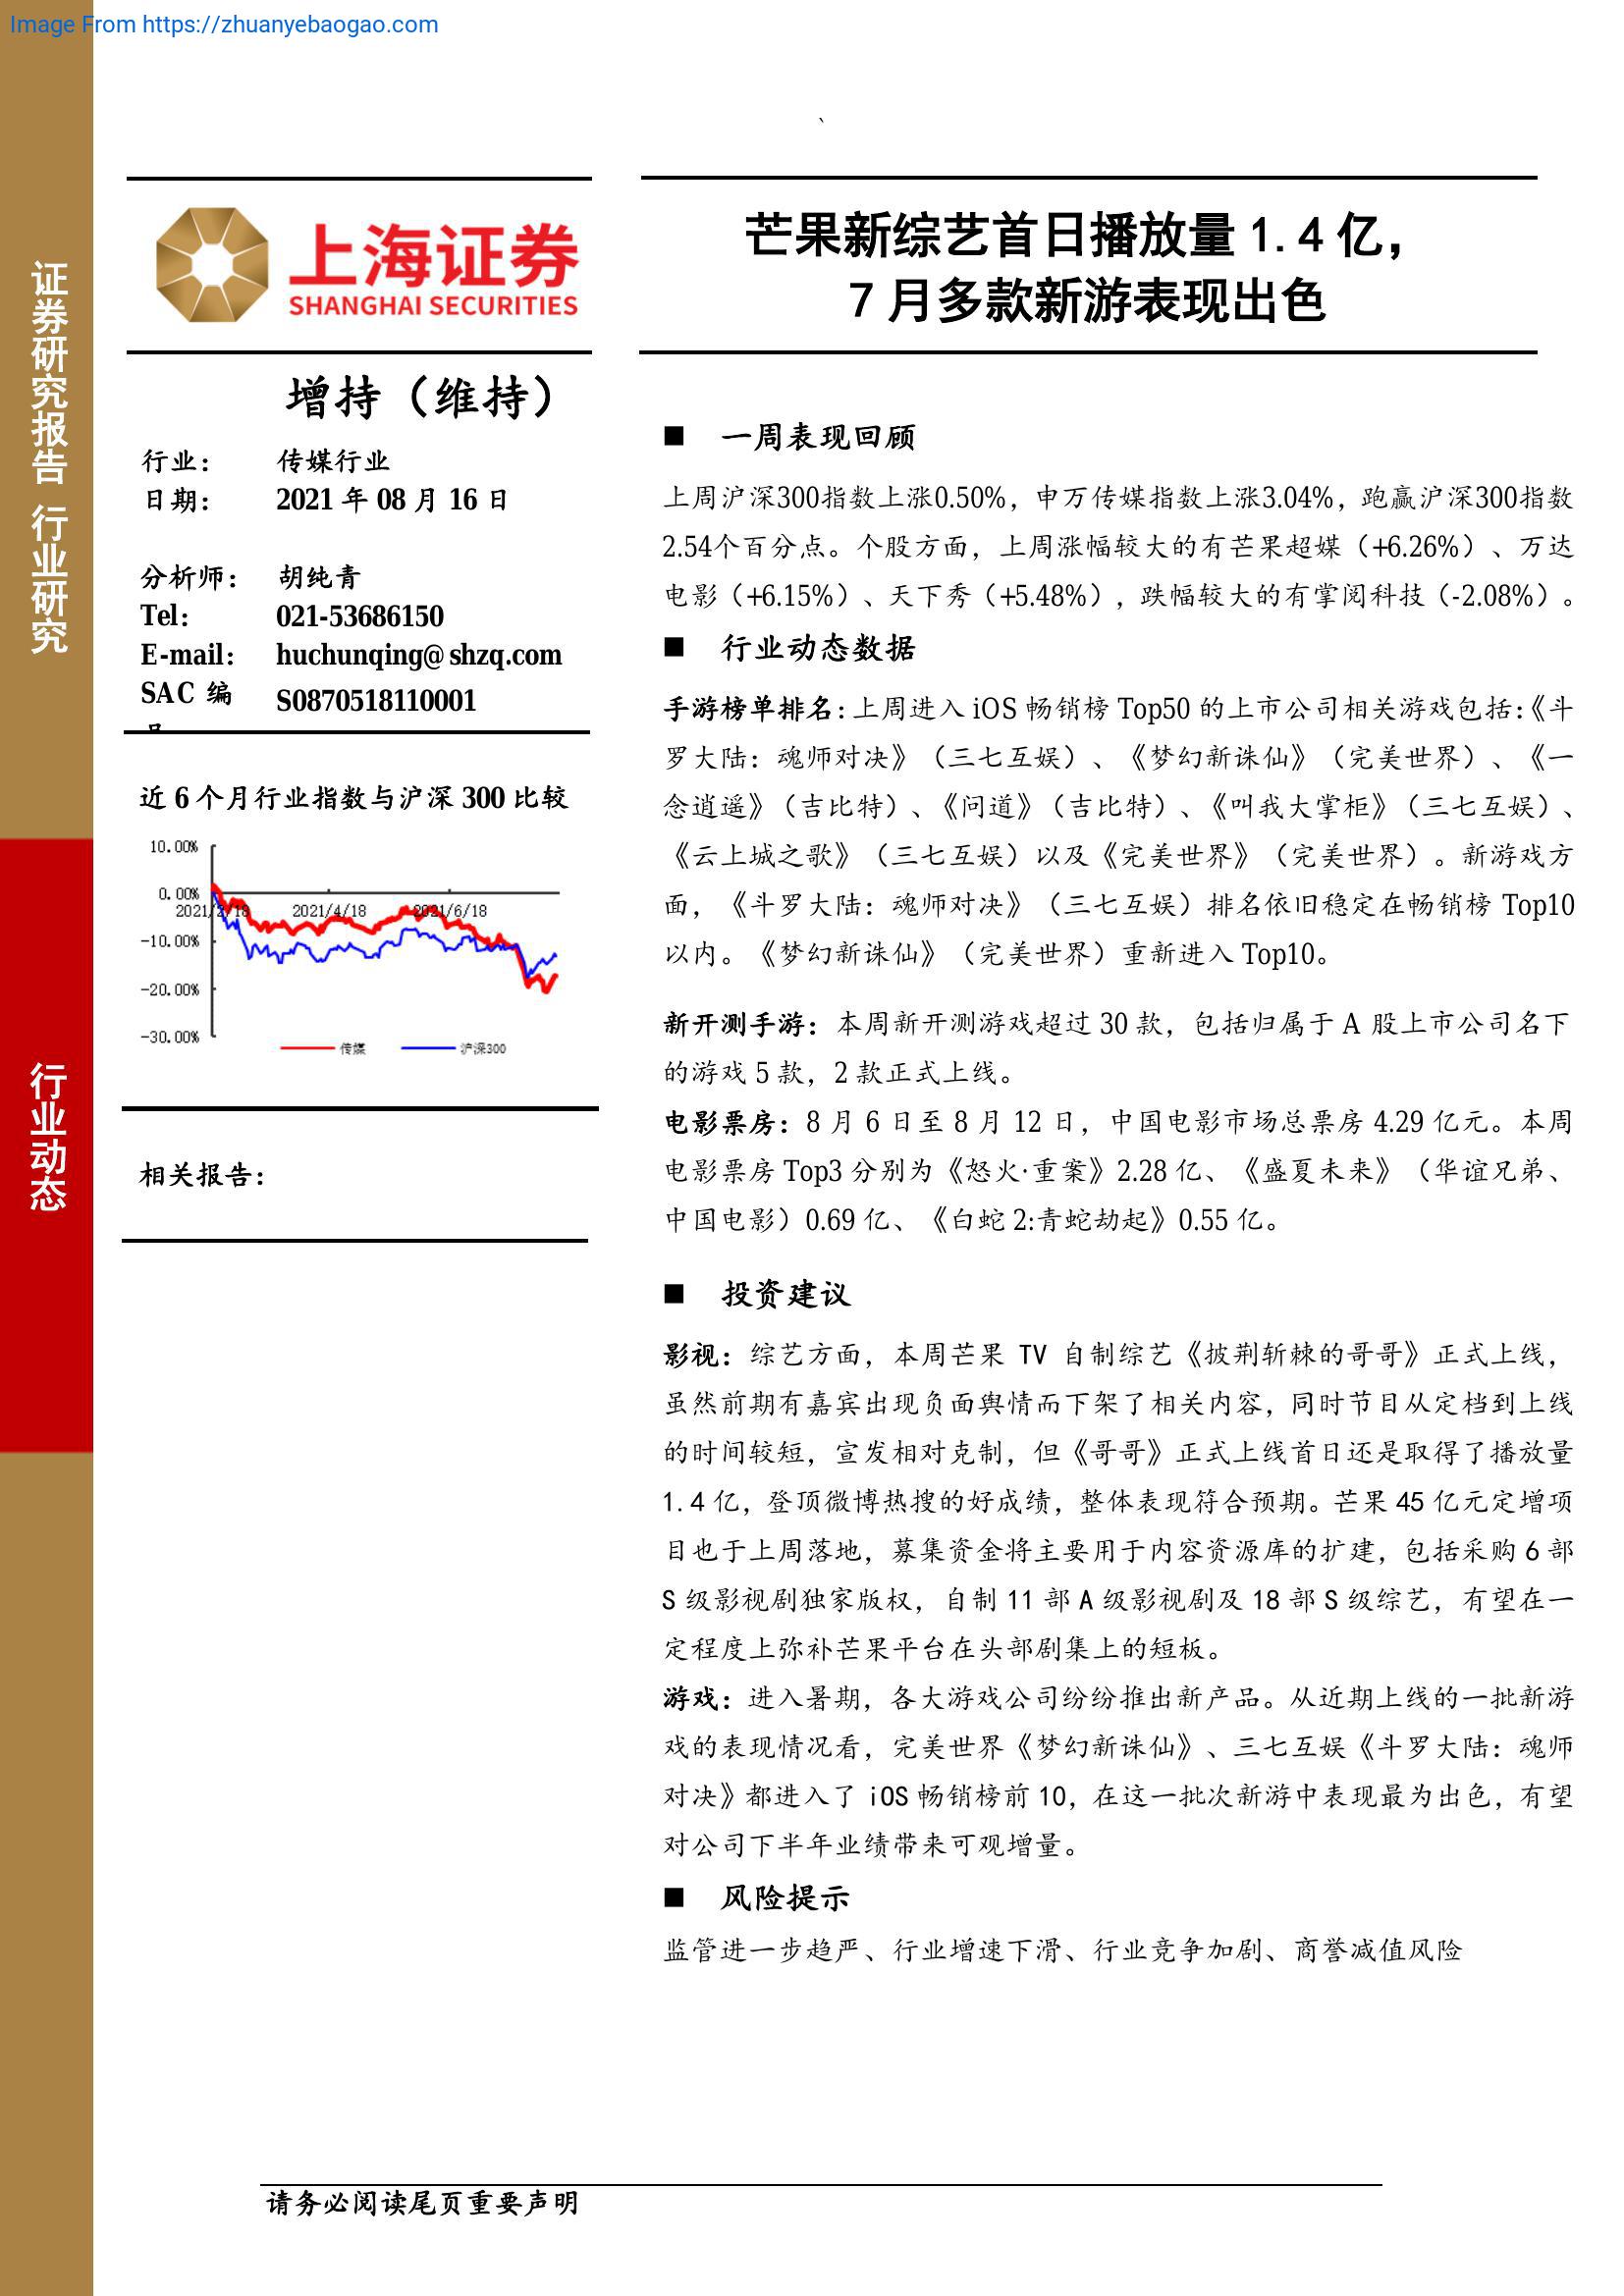 Image From https://zhuanyebaogao.com
、
证券研究报告 行业研究
行业动态
上海证券
SHANGHAI SECURITIES
芒果新综艺首日播放量 1.4 亿，
7 月多款新游表现出色
增持（维持）
行业： 传媒行业
日期： 2021 年 08 月 16 日
分析师： 胡纯青
Tel： 021-53686150
E-mail： huchunqing@shzq.com
SAC 编 S0870518110001
近 6 个月行业指数与沪深 300 比较
10.00%
0.00%
2021/2/18 2021/4/18 2021/6/18
-10.00%
-20.00%
-30.00%
传媒 沪深300
相关报告：
■ 一周表现回顾
上周沪深300指数上涨0.50%，申万传媒指数上涨3.04%，跑赢沪深300指数
2.54个百分点。个股方面，上周涨幅较大的有芒果超媒（+6.26%）、万达
电影（+6.15%）、天下秀（+5.48%），跌幅较大的有掌阅科技（-2.08%）。
■ 行业动态数据
手游榜单排名：上周进入 iOS 畅销榜 Top50 的上市公司相关游戏包括：《斗
罗大陆：魂师对决》（三七互娱）、《梦幻新诛仙》（完美世界）、《一
念逍遥》（吉比特）、《问道》（吉比特）、《叫我大掌柜》（三七互娱）、
《云上城之歌》（三七互娱）以及《完美世界》（完美世界）。新游戏方
面，《斗罗大陆：魂师对决》（三七互娱）排名依旧稳定在畅销榜 Top10
以内。《梦幻新诛仙》（完美世界）重新进入 Top10。
新开测手游：本周新开测游戏超过 30 款，包括归属于 A 股上市公司名下
的游戏 5 款，2 款正式上线。
电影票房：8 月 6 日至 8 月 12 日，中国电影市场总票房 4.29 亿元。本周
电影票房 Top3 分别为《怒火·重案》2.28 亿、《盛夏未来》（华谊兄弟、
中国电影）0.69 亿、《白蛇 2:青蛇劫起》0.55 亿。
■ 投资建议
影视：综艺方面，本周芒果 TV 自制综艺《披荆斩棘的哥哥》正式上线，
虽然前期有嘉宾出现负面舆情而下架了相关内容，同时节目从定档到上线
的时间较短，宣发相对克制，但《哥哥》正式上线首日还是取得了播放量
1.4 亿，登顶微博热搜的好成绩，整体表现符合预期。芒果 45 亿元定增项
目也于上周落地，募集资金将主要用于内容资源库的扩建，包括采购 6 部
S 级影视剧独家版权，自制 11 部 A 级影视剧及 18 部 S 级综艺，有望在一
定程度上弥补芒果平台在头部剧集上的短板。
游戏：进入暑期，各大游戏公司纷纷推出新产品。从近期上线的一批新游
戏的表现情况看，完美世界《梦幻新诛仙》、三七互娱《斗罗大陆：魂师
对决》都进入了 iOS 畅销榜前 10，在这一批次新游中表现最为出色，有望
对公司下半年业绩带来可观增量。
■ 风险提示
监管进一步趋严、行业增速下滑、行业竞争加剧、商誉减值风险
请务必阅读尾页重要声明